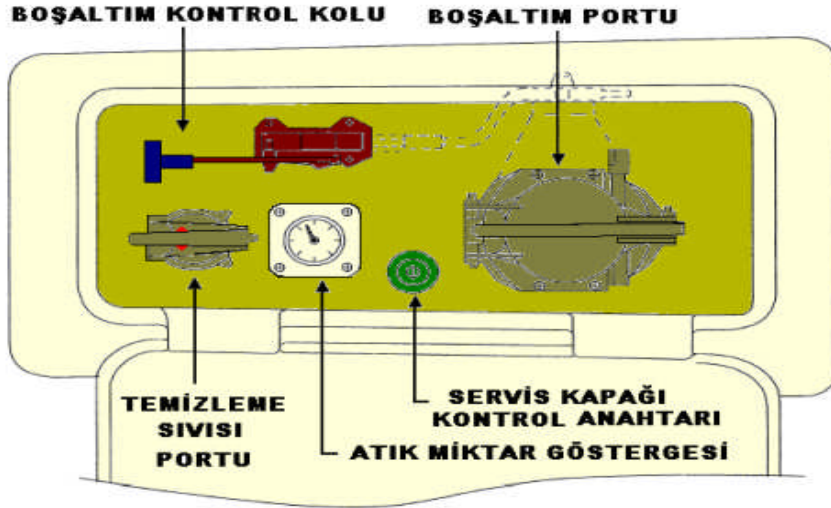 BOŞALTIM KONTROL KOLU
BOŞALTIM PORTU
TEMİZLEME
SIVISI
PORTU
SERVİS KAPAĞI
KONTROL ANAHTARI
ATIK MİKTAR GÖSTERGESİ